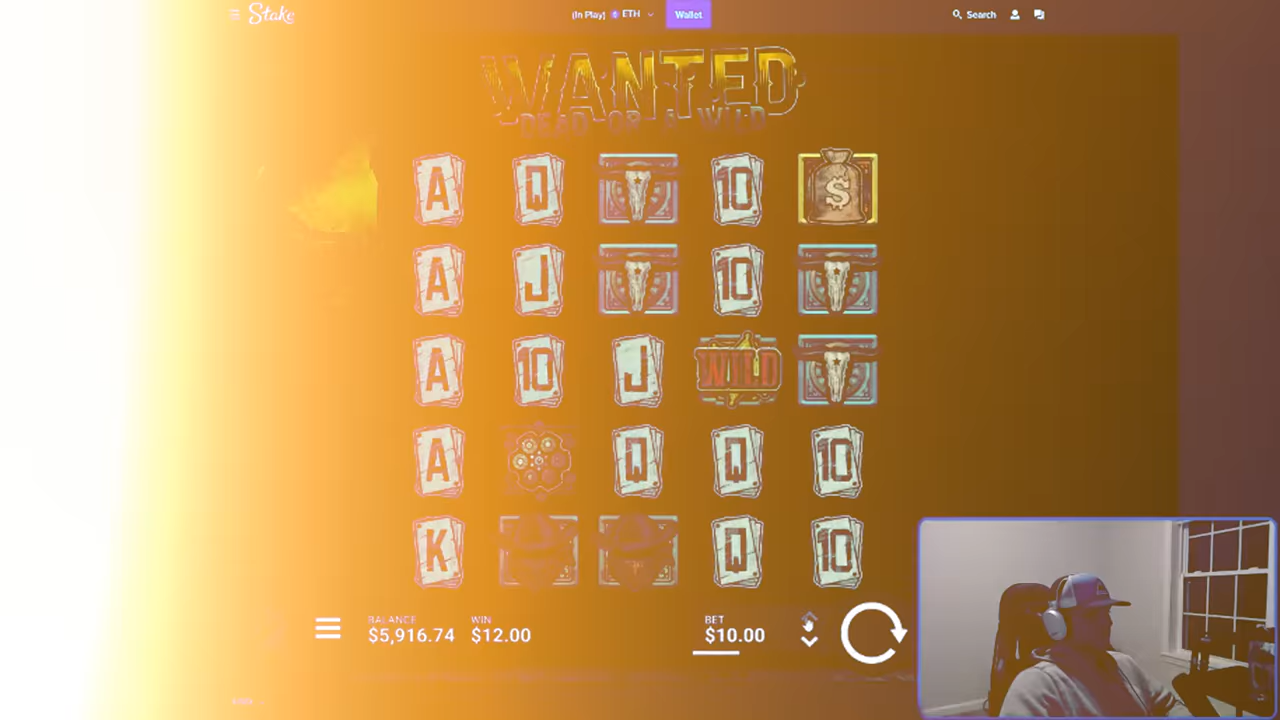 Stake
(In Play) ETH
Wallet
Search
WANTED
DEAD OR A WILD
A Q 10 $
A J 10
A 10 J WILD
A Q Q 10
K Q 10
BALANCE
$5,916.74
WIN
$12.00
BET
$10.00